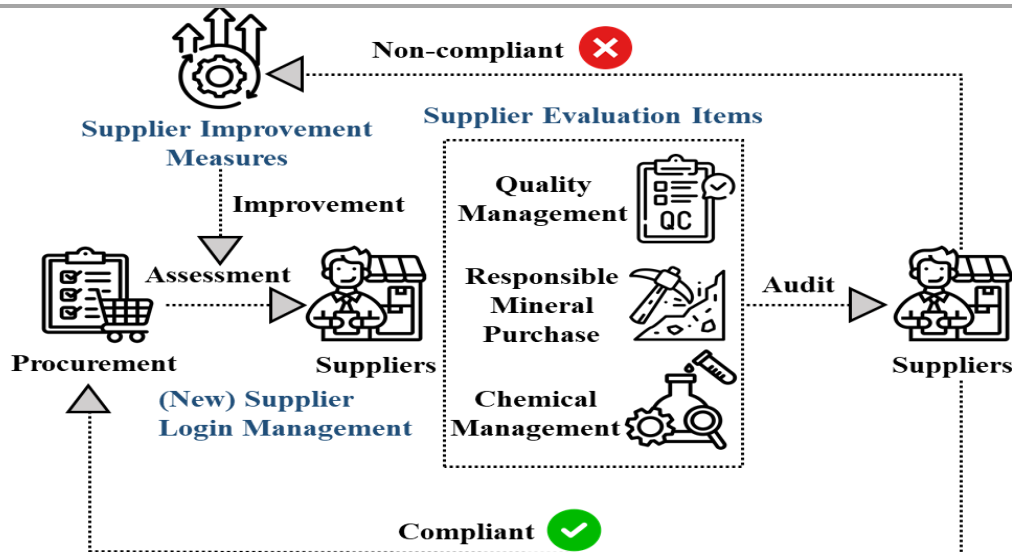 Non-compliant
Supplier Improvement
Measures
Supplier Evaluation Items
Quality
Management
QC
Improvement
Assessment
Responsible
Mineral
Purchase
Audit
Procurement
Suppliers
Suppliers
(New) Supplier
Login Management
Chemical
Management
Compliant